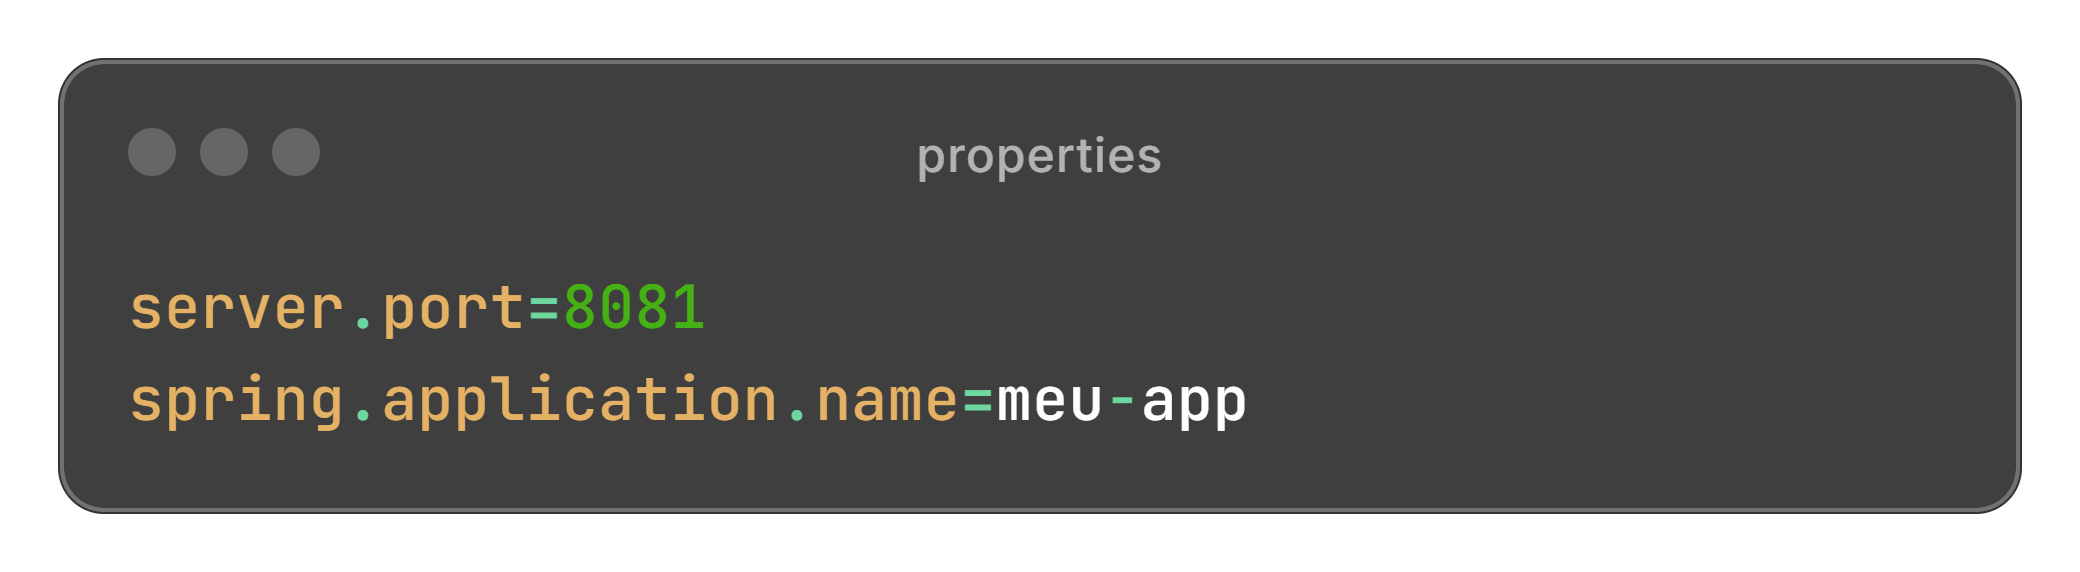 properties
server.port=8081
spring.application.name=meu-app